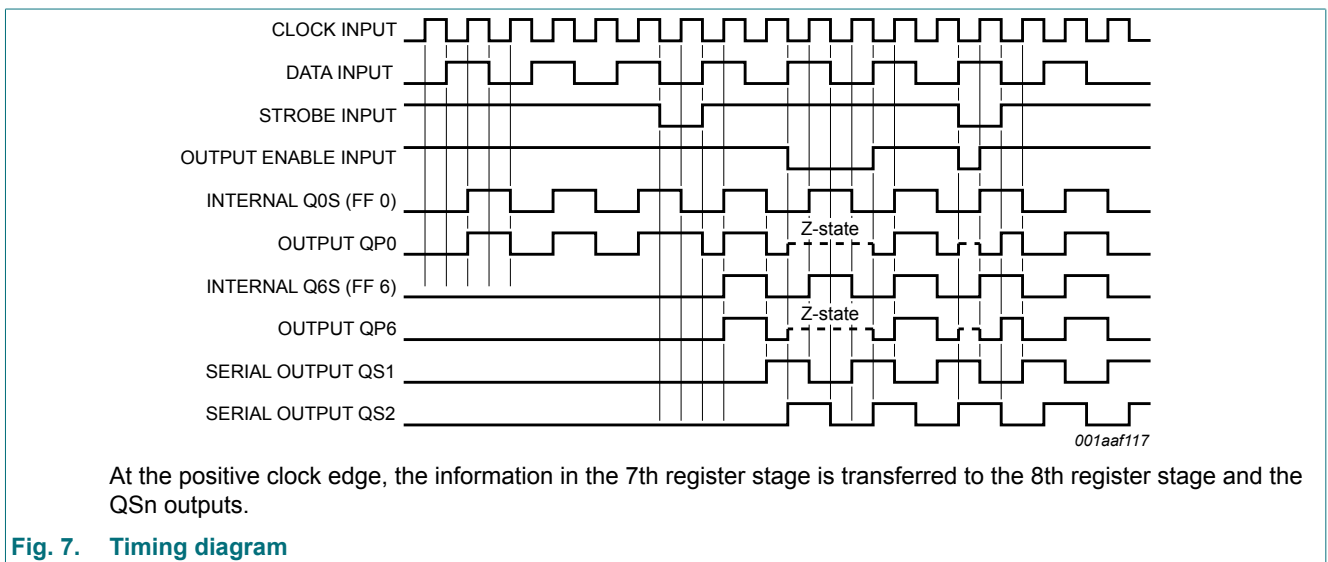 CLOCK INPUT
DATA INPUT
STROBE INPUT
OUTPUT ENABLE INPUT
INTERNAL Q0S (FF 0)
Z-state
OUTPUT QP0
INTERNAL Q6S (FF 6)
Z-state
OUTPUT QP6
SERIAL OUTPUT QS1
SERIAL OUTPUT QS2
001aaf117
At the positive clock edge, the information in the 7th register stage is transferred to the 8th register stage and the
QSn outputs.
Fig. 7. Timing diagram